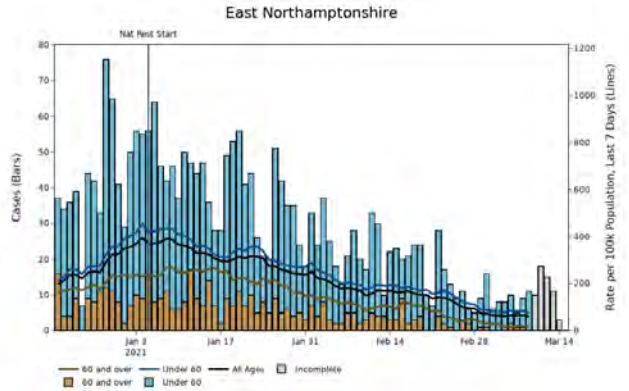 East Northamptonshire
Nat Rest Start
80
70
60
50
40
30
20
10
0
Cases (Bars)
1200
1000
800
600
400
200
0
Rate per 100k Population, Last 7 Days (Lines)
Jan 3 Jan 17 Jan 31 Feb 14 Feb 28 Mar 14
2021
60 and over Under 60 All Ages Incomplete
60 and over Under 60